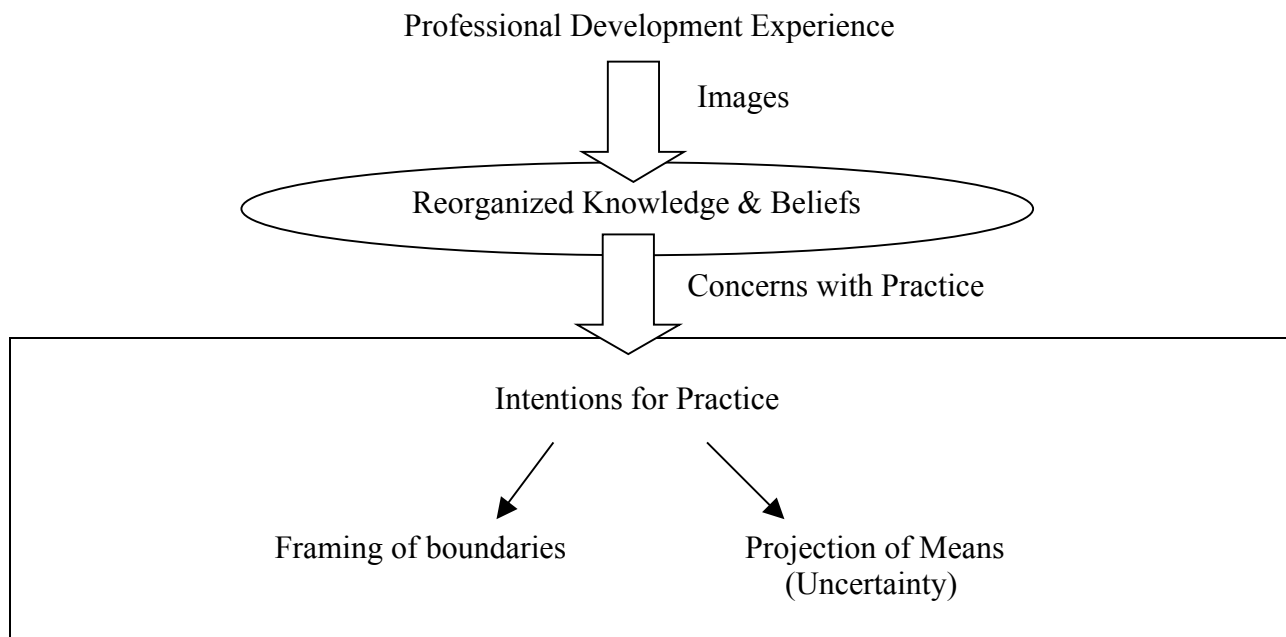 Professional Development Experience
Images
Reorganized Knowledge & Beliefs
Concerns with Practice
Intentions for Practice
Framing of boundaries
Projection of Means
(Uncertainty)